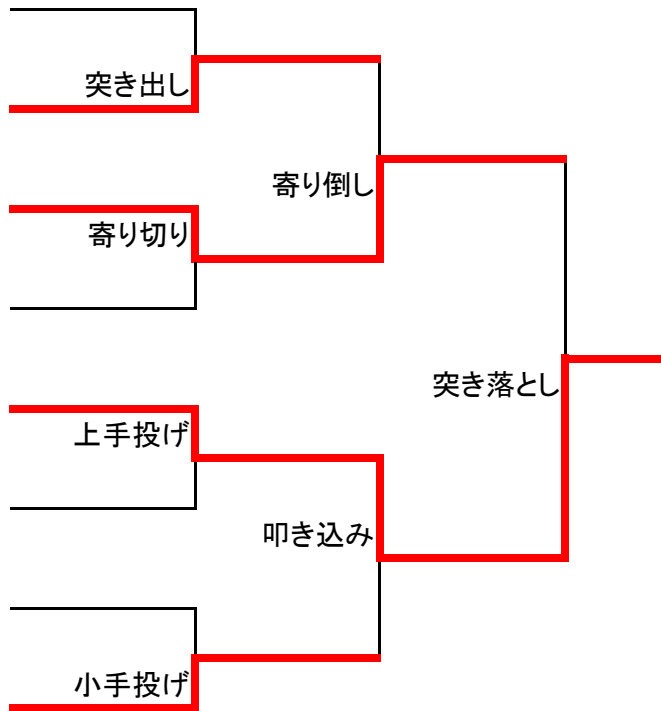 突き出し
寄り倒し
寄り切り
突き落とし
上手投げ
叩き込み
小手投げ